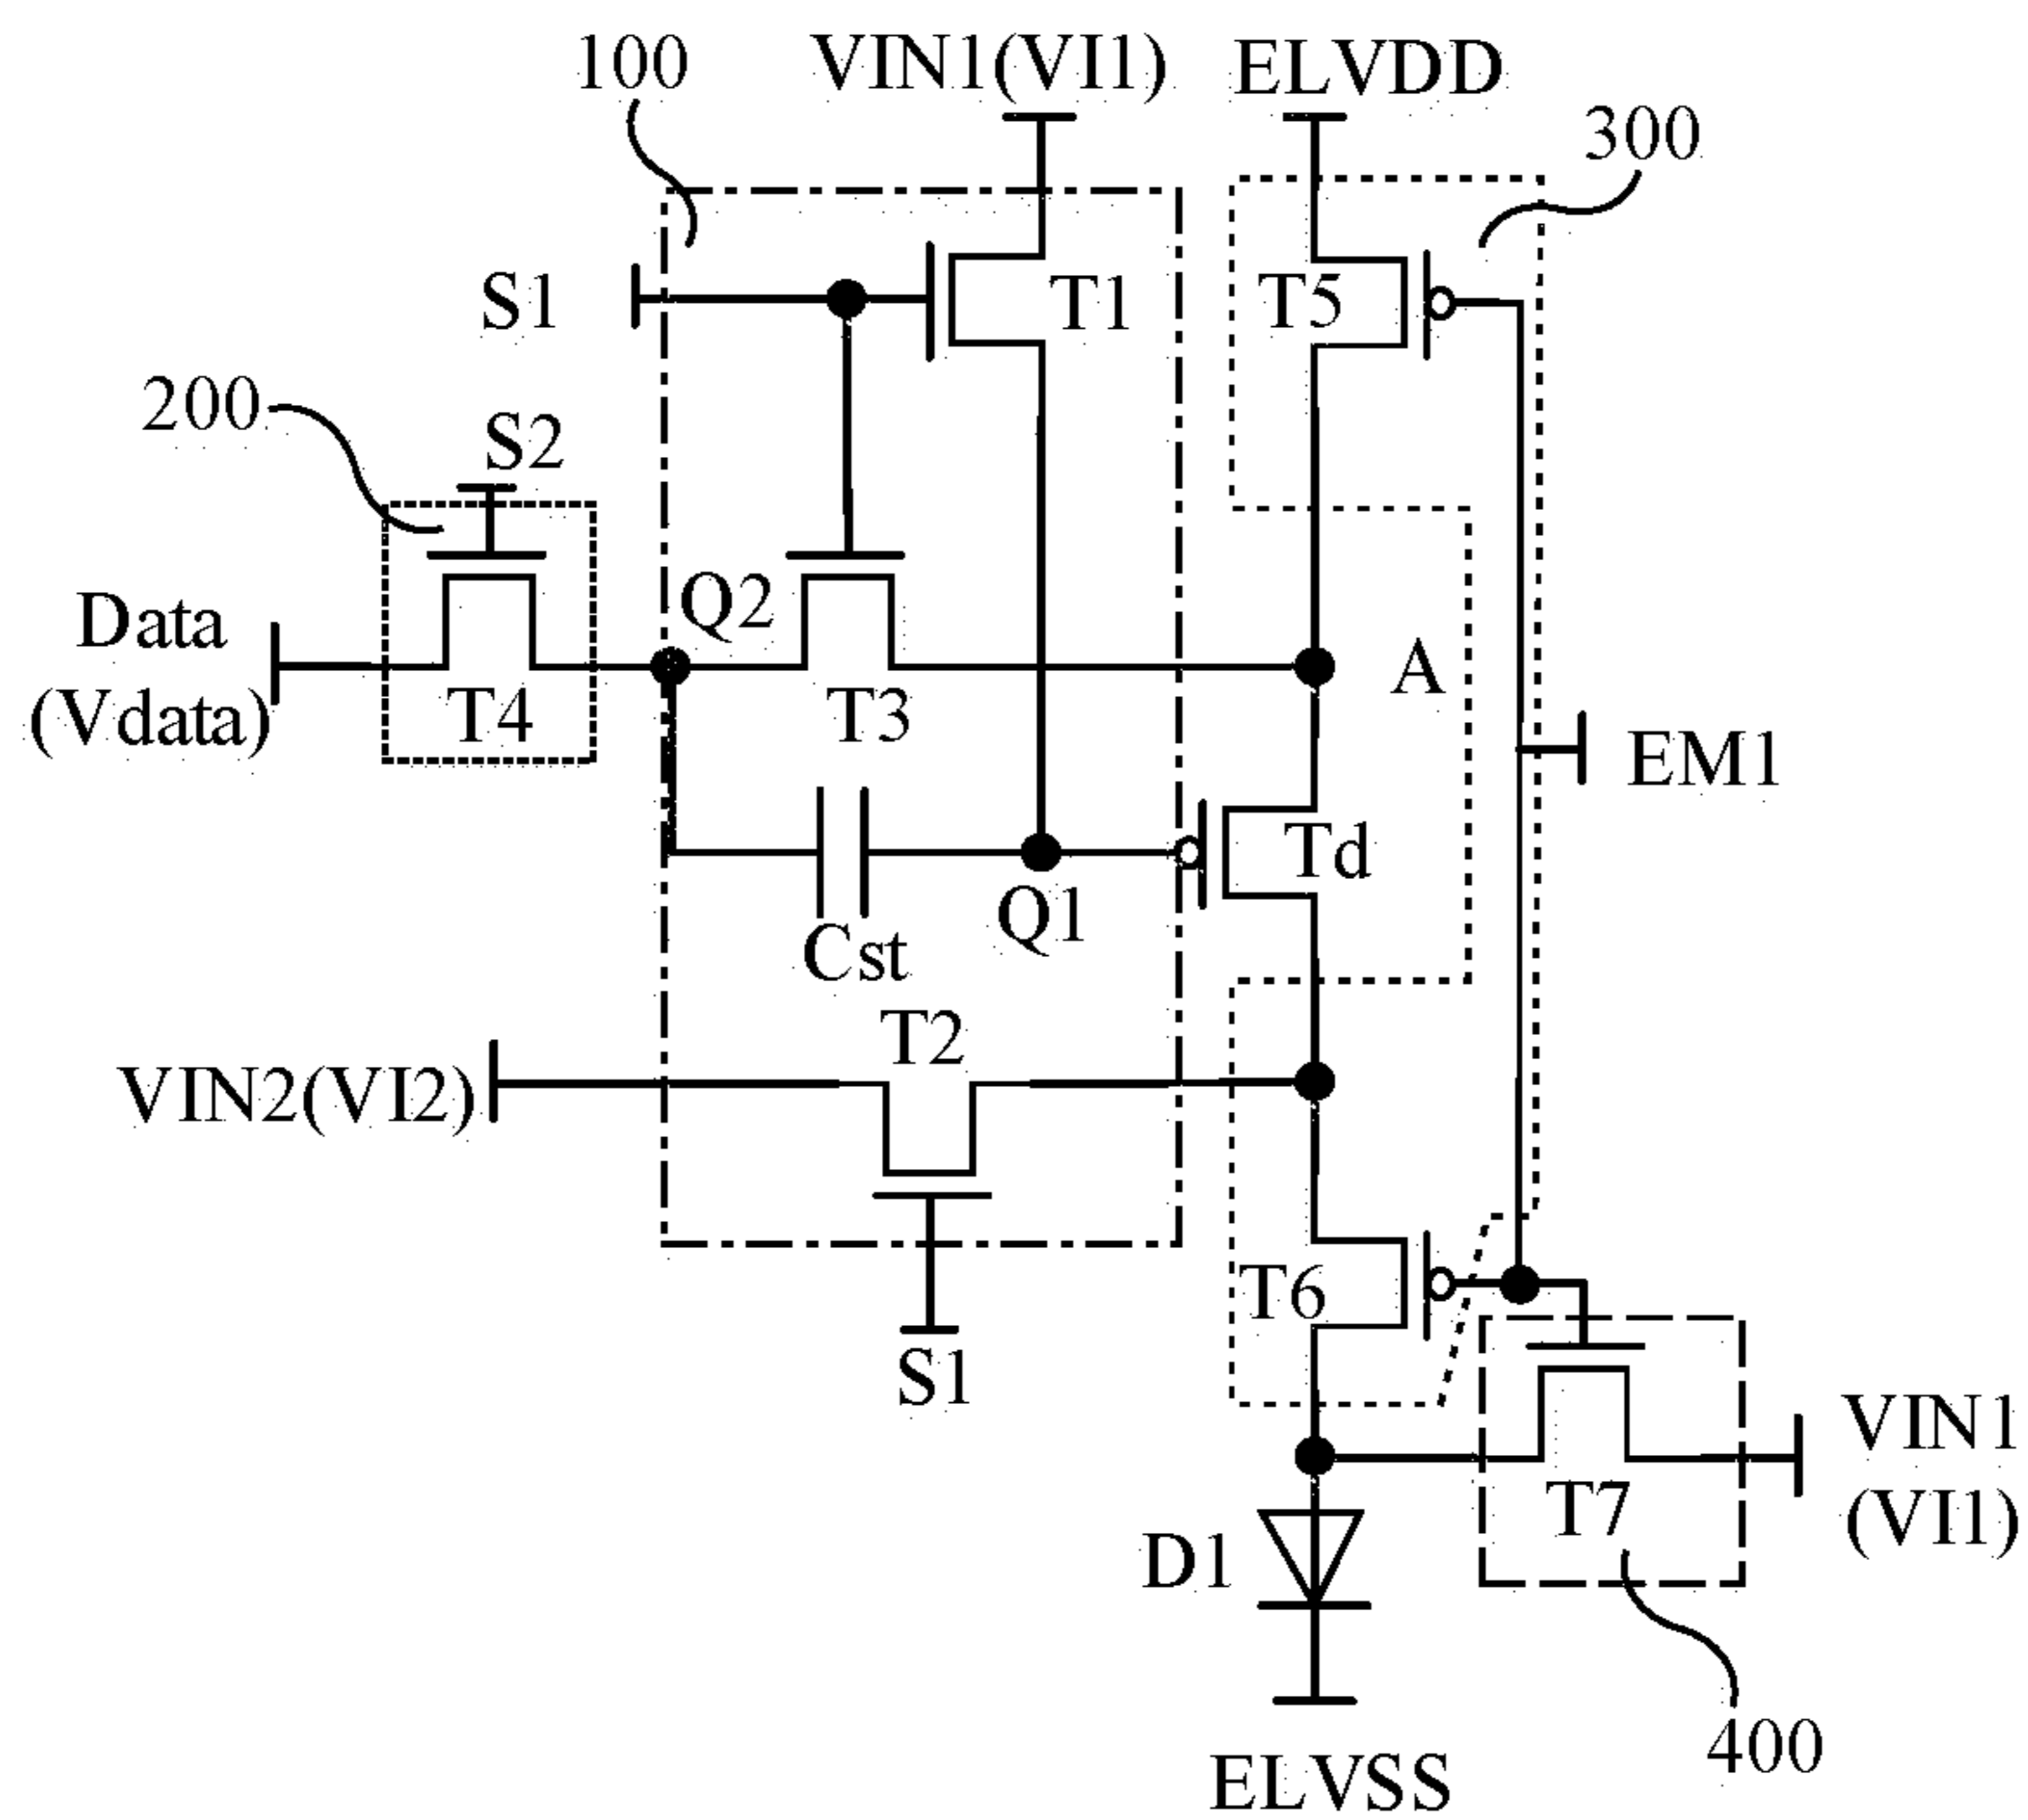 100
VIN1(VI1)
ELVDD
300
S1
T1
T5
200
S2
Data
(Vdata)
Q2
T4
T3
A
EM1
Td
Q1
Cst
T2
VIN2(VI2)
T6
S1
VIN1
(VI1)
T7
D1
400
ELVSS